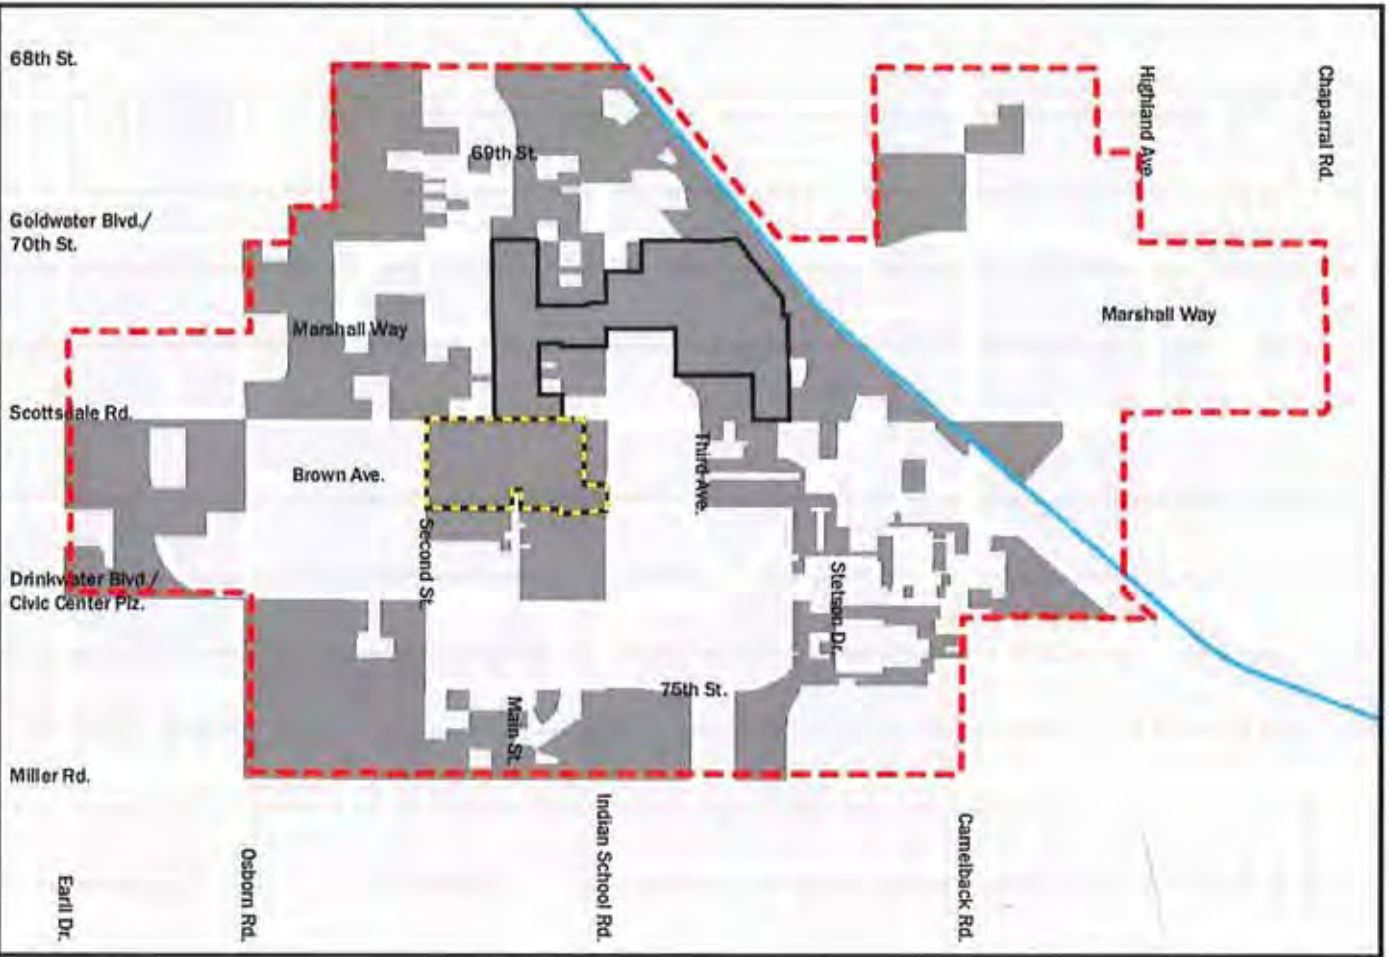 68th St.
69th St.
Highland Ave.
Chaparral Rd.
Goldwater Blvd./
70th St.
Marshall Way
Marshall Way
Scottsdale Rd.
Brown Ave.
Third Ave.
Second St.
Drinkwater Blvd./
Civic Center Plz.
Stetson Dr.
75th St.
Main St.
Miller Rd.
Indian School Rd.
Camelback Rd.
Osborn Rd.
Earll Dr.